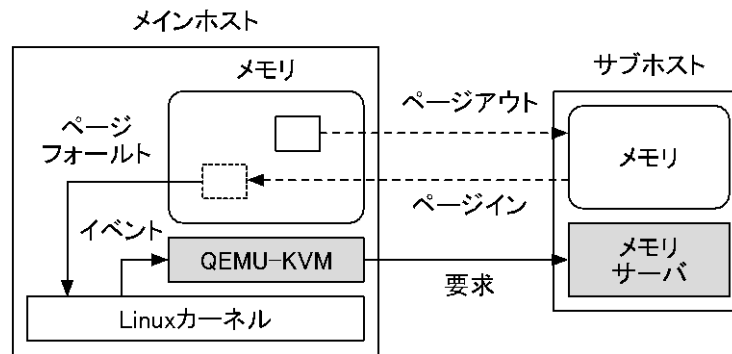 メインホスト
メモリ
サブホスト
ページアウト
ページ
フォールト
メモリ
ページイン
イベント
QEMU-KVM
要求
メモリ
サーバ
Linuxカーネル